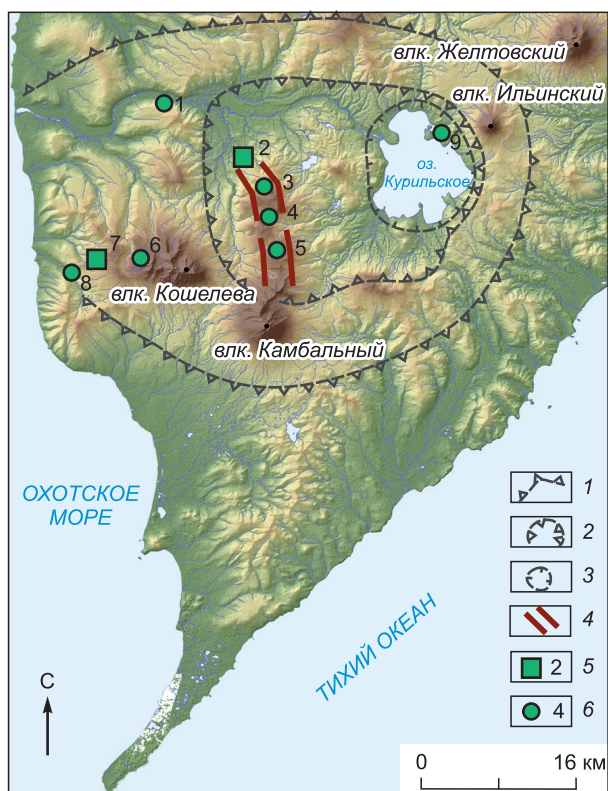 влк. Желтовский
влк. Ильинский
1
9
2
оз.
Курильское
3
4
5
7
6
8
влк. Кошелева
влк. Камбальный
ОХОТСКОЕ
МОРЕ
ТИХИЙ ОКЕАН
С
1
2
3
4
2 5
4 6
0 16 км